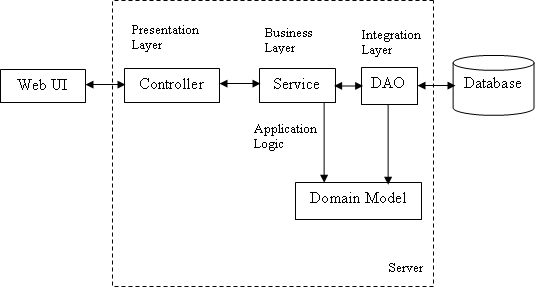 Presentation
Layer
Business
Layer
Integration
Layer
Web UI
Controller
Service
DAO
Database
Application
Logic
Domain Model
Server